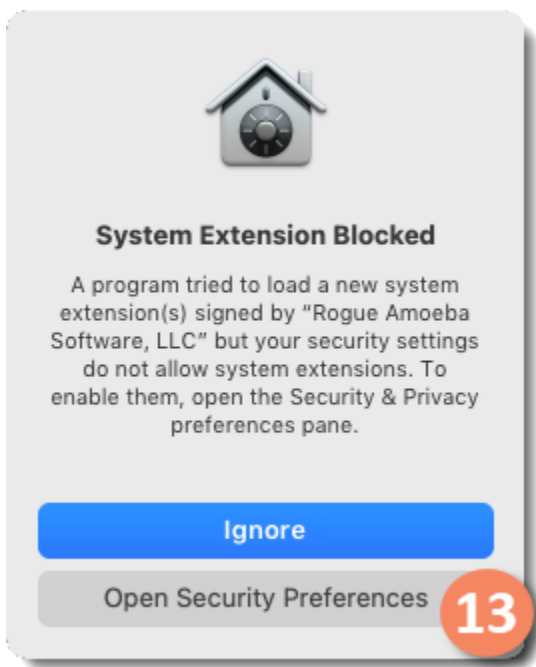 System Extension Blocked
A program tried to load a new system
extension(s) signed by “Rogue Amoeba
Software, LLC” but your security settings
do not allow system extensions. To
enable them, open the Security & Privacy
preferences pane.
Ignore
Open Security Preferences
13